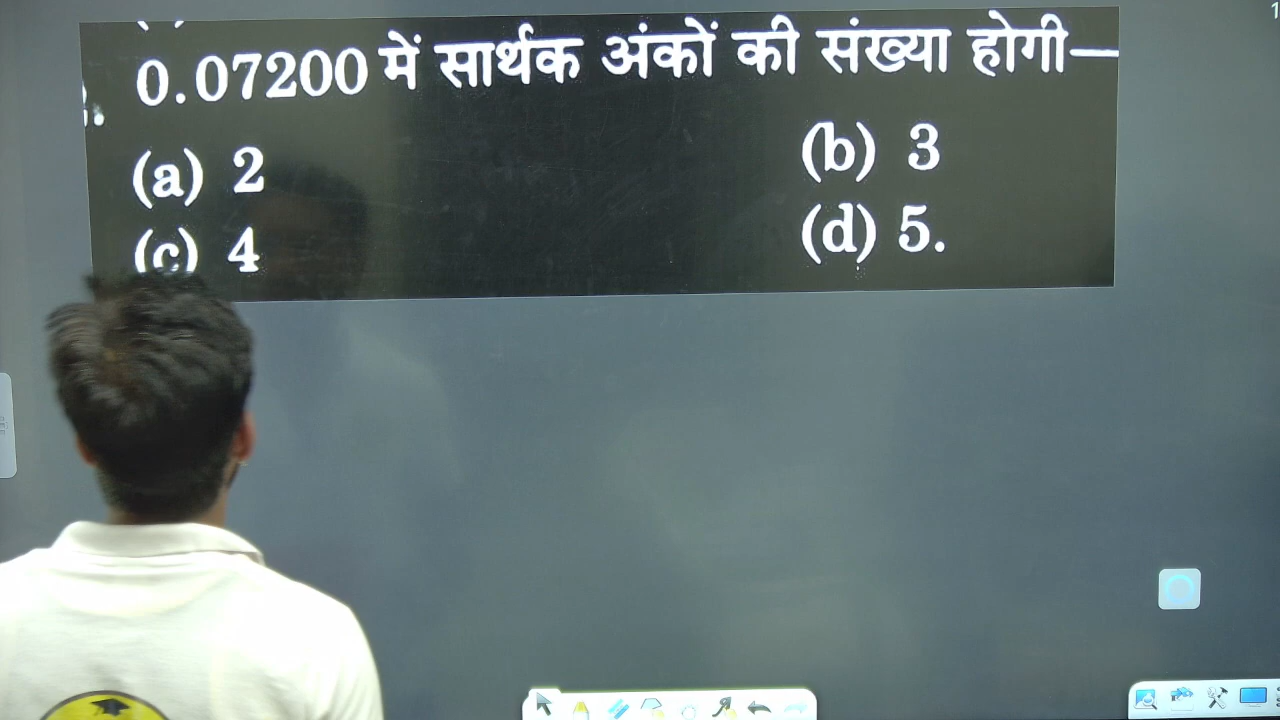 0.07200 में सार्थक अंकों की संख्या होगी—
(a) 2
(b) 3
(c) 4
(d) 5.